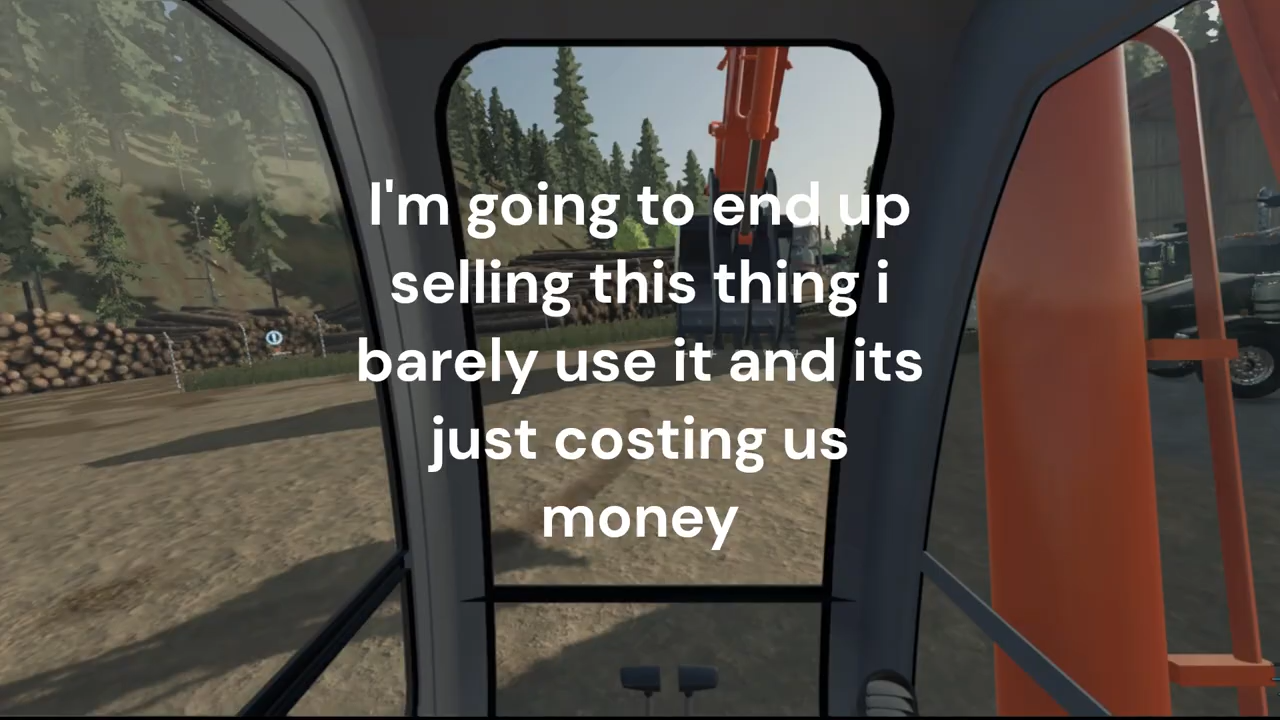 I'm going to end up
selling this thing i
barely use it and its
just costing us
money